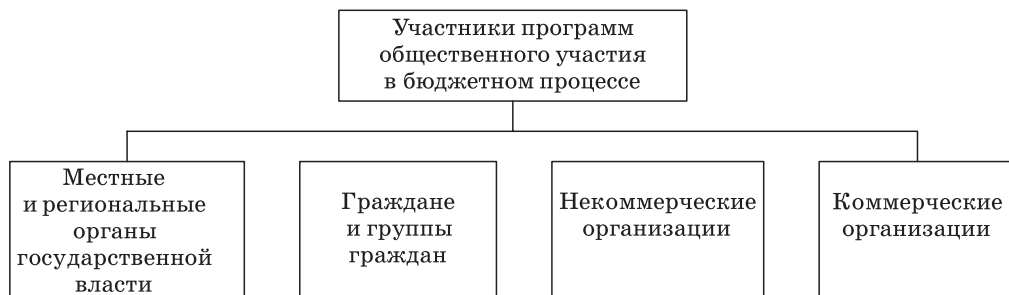 Участники программ
общественного участия
в бюджетном процессе
Местные
и региональные
органы
государственной
власти
Граждане
и группы
граждан
Некоммерческие
организации
Коммерческие
организации